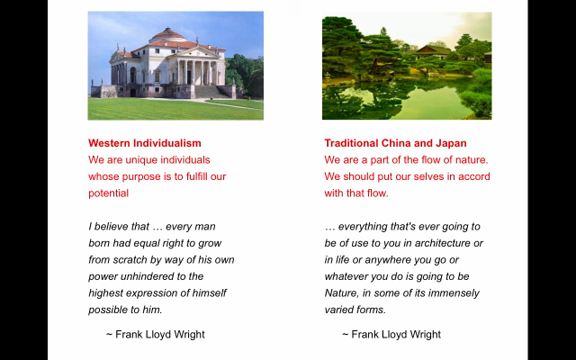 Western Individualism
We are unique individuals
whose purpose is to fulfill our
potential
I believe that … every man
born had equal right to grow
from scratch by way of his own
power unhindered to the
highest expression of himself
possible to him.
~ Frank Lloyd Wright
Traditional China and Japan
We are a part of the flow of nature.
We should put our selves in accord
with that flow.
… everything that's ever going to
be of use to you in architecture or
in life or anywhere you go or
whatever you do is going to be
Nature, in some of its immensely
varied forms.
~ Frank Lloyd Wright